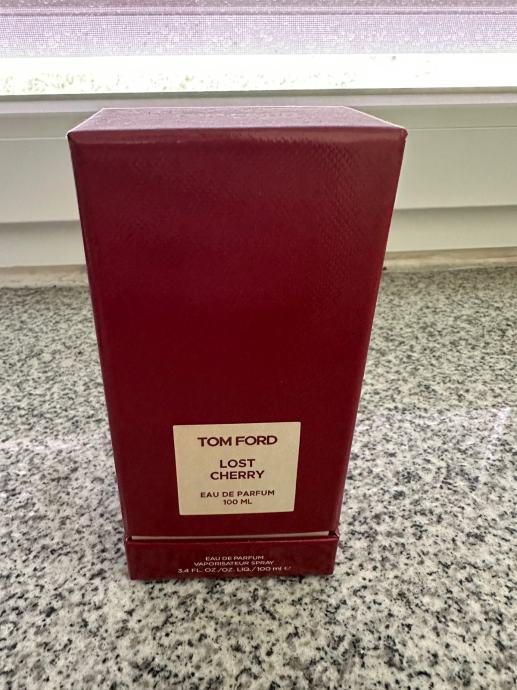 TOM FORD
LOST
CHERRY
EAU DE PARFUM
100 ML
EAU DE PARFUM
VAPORISATEUR SPRAY
3.4 FL. OZ./OZ. LIQ./100 ml ℮